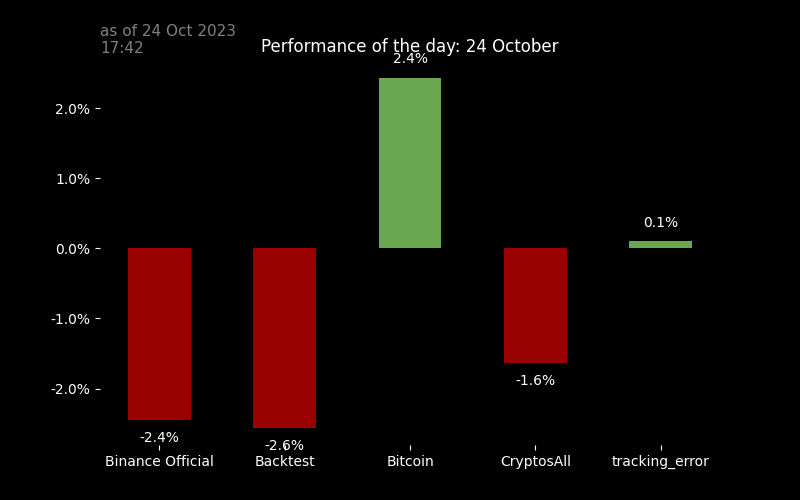 as of 24 Oct 2023
17:42
Performance of the day: 24 October
2.4%
2.0%
1.0%
0.1%
0.0%
-1.0%
-1.6%
-2.0%
-2.4%
-2.6%
Binance Official
Backtest
Bitcoin
CryptosAll
tracking_error